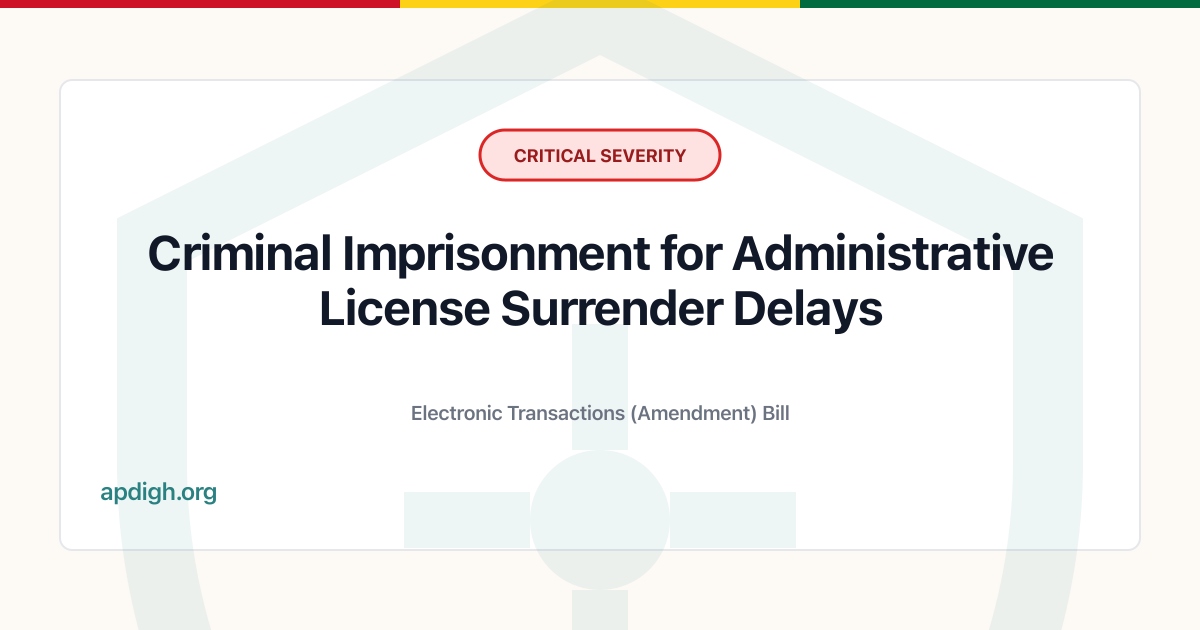 CRITICAL SEVERITY
Criminal Imprisonment for Administrative
License Surrender Delays
Electronic Transactions (Amendment) Bill
apdigh.org